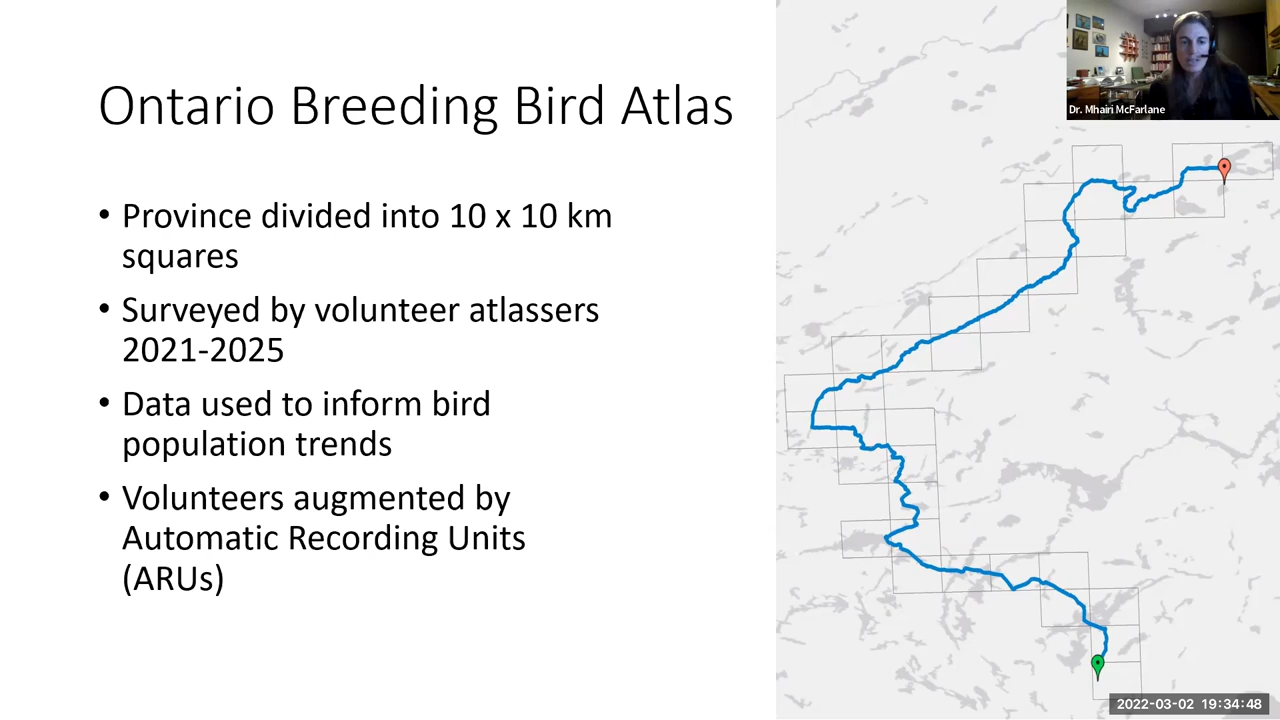 Ontario Breeding Bird Atlas
• Province divided into 10 x 10 km
squares
• Surveyed by volunteer atlassers
2021-2025
• Data used to inform bird
population trends
• Volunteers augmented by
Automatic Recording Units
(ARUs)
Dr. Mhairi McFarlane
2022-03-02 19:34:48